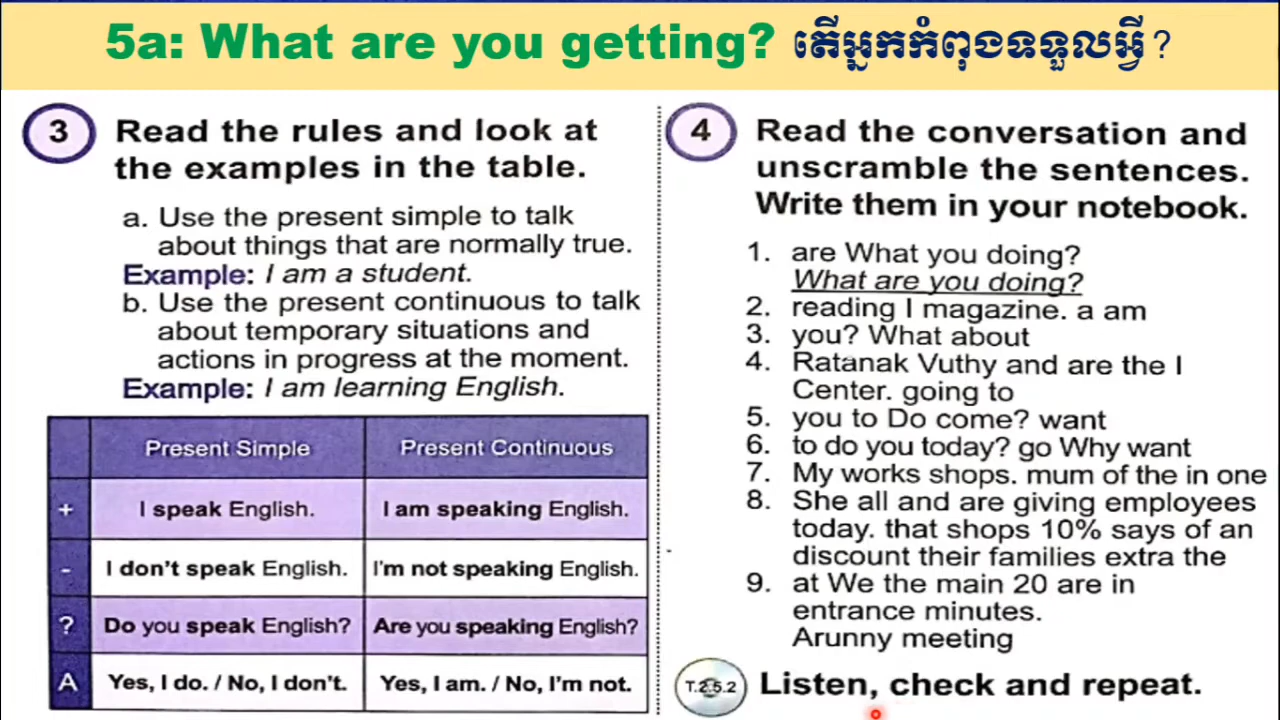 5a: What are you getting? តើអ្នកកំពុងទទួលអ្វី?
3
Read the rules and look at
the examples in the table.
a. Use the present simple to talk
about things that are normally true.
Example: I am a student.
b. Use the present continuous to talk
about temporary situations and
actions in progress at the moment.
Example: I am learning English.
Present Simple Present Continuous
+ I speak English. I am speaking English.
- I don't speak English. I'm not speaking English.
? Do you speak English? Are you speaking English?
A Yes, I do. / No, I don't. Yes, I am. / No, I'm not.
4
Read the conversation and
unscramble the sentences.
Write them in your notebook.
1. are What you doing?
What are you doing?
2. reading I magazine. a am
3. you? What about
4. Ratanak Vuthy and are the I
Center. going to
5. you to Do come? want
6. to do you today? go Why want
7. My works shops. mum of the in one
8. She all and are giving employees
today. that shops 10% says of an
discount their families extra the
9. at We the main 20 are in
entrance minutes.
Arunny meeting
T.2.5.2 Listen, check and repeat.